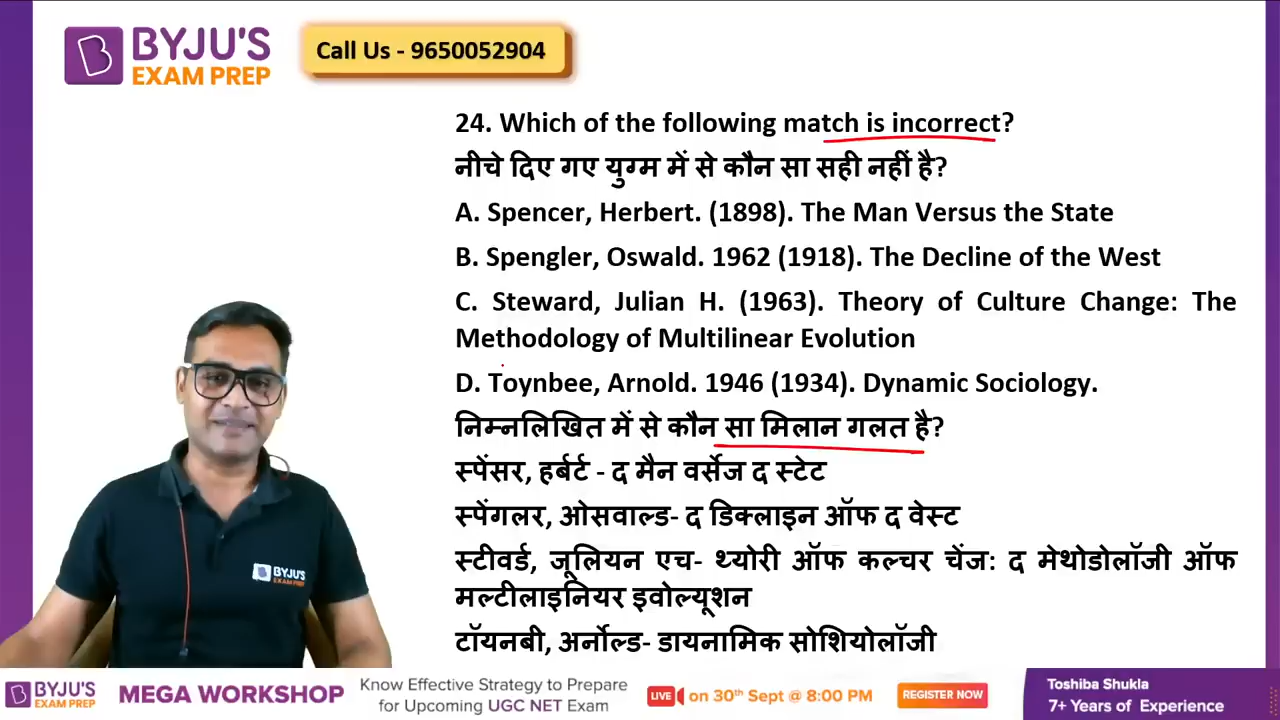 BYJU'S
EXAM PREP
Call Us - 9650052904
24. Which of the following match is incorrect?
नीचे दिए गए युग्म में से कौन सा सही नहीं है?
A. Spencer, Herbert. (1898). The Man Versus the State
B. Spengler, Oswald. 1962 (1918). The Decline of the West
C. Steward, Julian H. (1963). Theory of Culture Change: The
Methodology of Multilinear Evolution
D. Toynbee, Arnold. 1946 (1934). Dynamic Sociology.
निम्नलिखित में से कौन सा मिलान गलत है?
स्पेंसर, हर्बर्ट - द मैन वर्सेज द स्टेट
स्पेंगलर, ओसवाल्ड- द डिक्लाइन ऑफ द वेस्ट
स्टीवर्ड, जूलियन एच- थ्योरी ऑफ कल्चर चेंज: द मेथोडोलॉजी ऑफ
मल्टीलाइनियर इवोल्यूशन
टॉयनबी, अर्नोल्ड- डायनामिक सोशियोलॉजी
BYJU'S
EXAM PREP
BYJU'S
EXAM PREP
MEGA WORKSHOP
Know Effective Strategy to Prepare
for Upcoming UGC NET Exam
LIVE
on 30th Sept @ 8:00 PM
REGISTER NOW
Toshiba Shukla
7+ Years of Experience